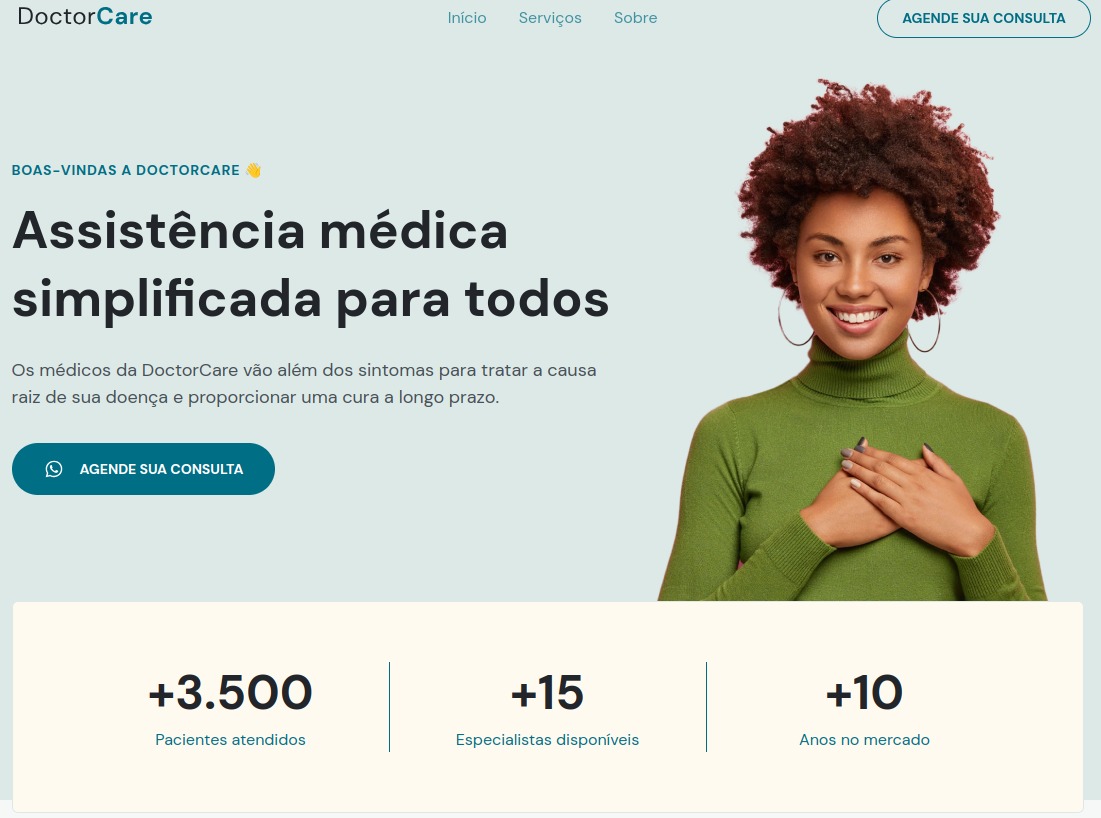 DoctorCare
Início Serviços Sobre
AGENDE SUA CONSULTA
BOAS-VINDAS A DOCTORCARE 👋
Assistência médica
simplificada para todos
Os médicos da DoctorCare vão além dos sintomas para tratar a causa
raiz de sua doença e proporcionar uma cura a longo prazo.
AGENDE SUA CONSULTA
+3.500
Pacientes atendidos
+15
Especialistas disponíveis
+10
Anos no mercado